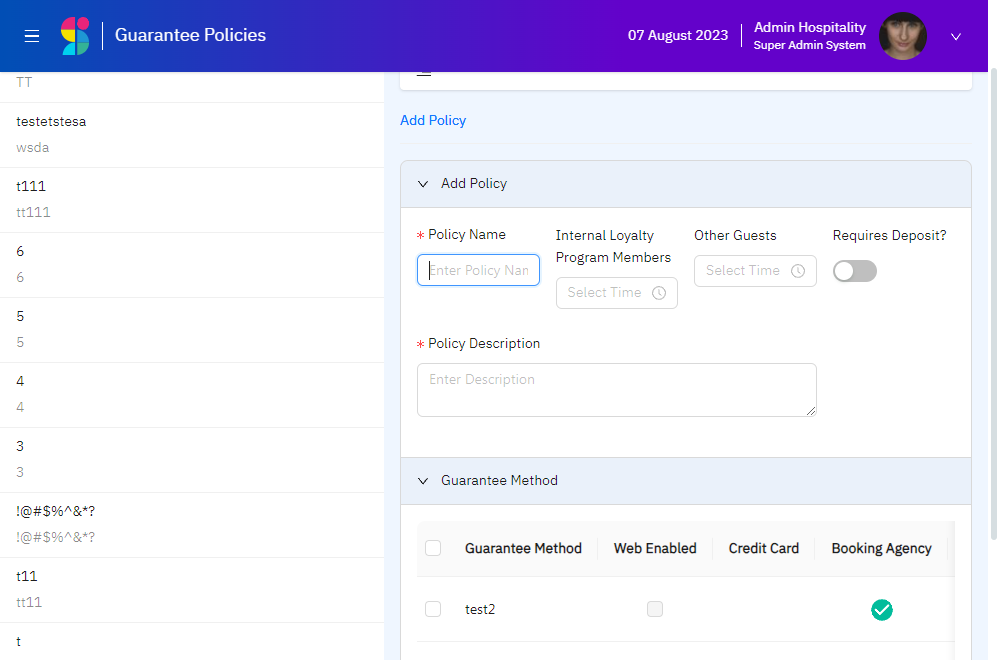 Guarantee Policies
07 August 2023
Admin Hospitality
Super Admin System
TT
testetstesa
wsda
t111
tt111
6
6
5
5
4
4
3
3
!@#$%^&*?
!@#$%^&*?
t11
tt11
t
Add Policy
Add Policy
* Policy Name
Internal Loyalty
Program Members
Other Guests
Requires Deposit?
Enter Policy Nan
Select Time
Select Time
* Policy Description
Enter Description
Guarantee Method
Guarantee Method
Web Enabled
Credit Card
Booking Agency
test2